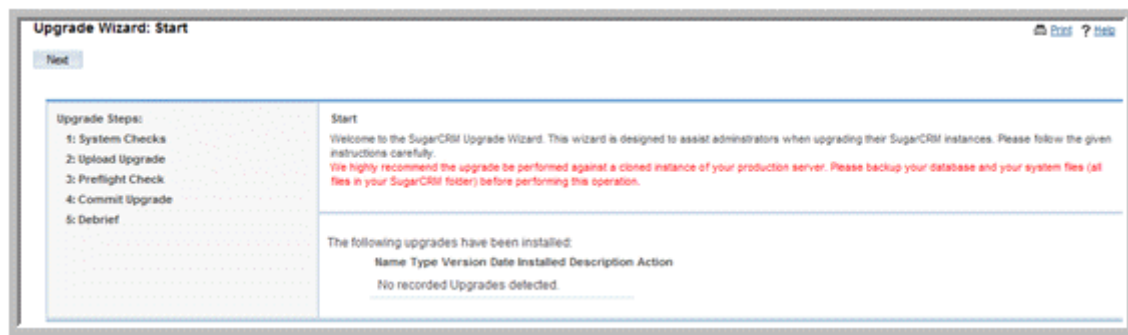 Upgrade Wizard: Start
Print ? Help
Next
Upgrade Steps:
1: System Checks
2: Upload Upgrade
3: Preflight Check
4: Commit Upgrade
5: Debrief
Start
Welcome to the SugarCRM Upgrade Wizard. This wizard is designed to assist adminstrators when upgrading their SugarCRM instances. Please follow the given
instructions carefully.
We highly recommend the upgrade be performed against a cloned instance of your production server. Please backup your database and your system files (all
files in your SugarCRM folder) before performing this operation.
The following upgrades have been installed:
Name Type Version Date Installed Description Action
No recorded Upgrades detected.